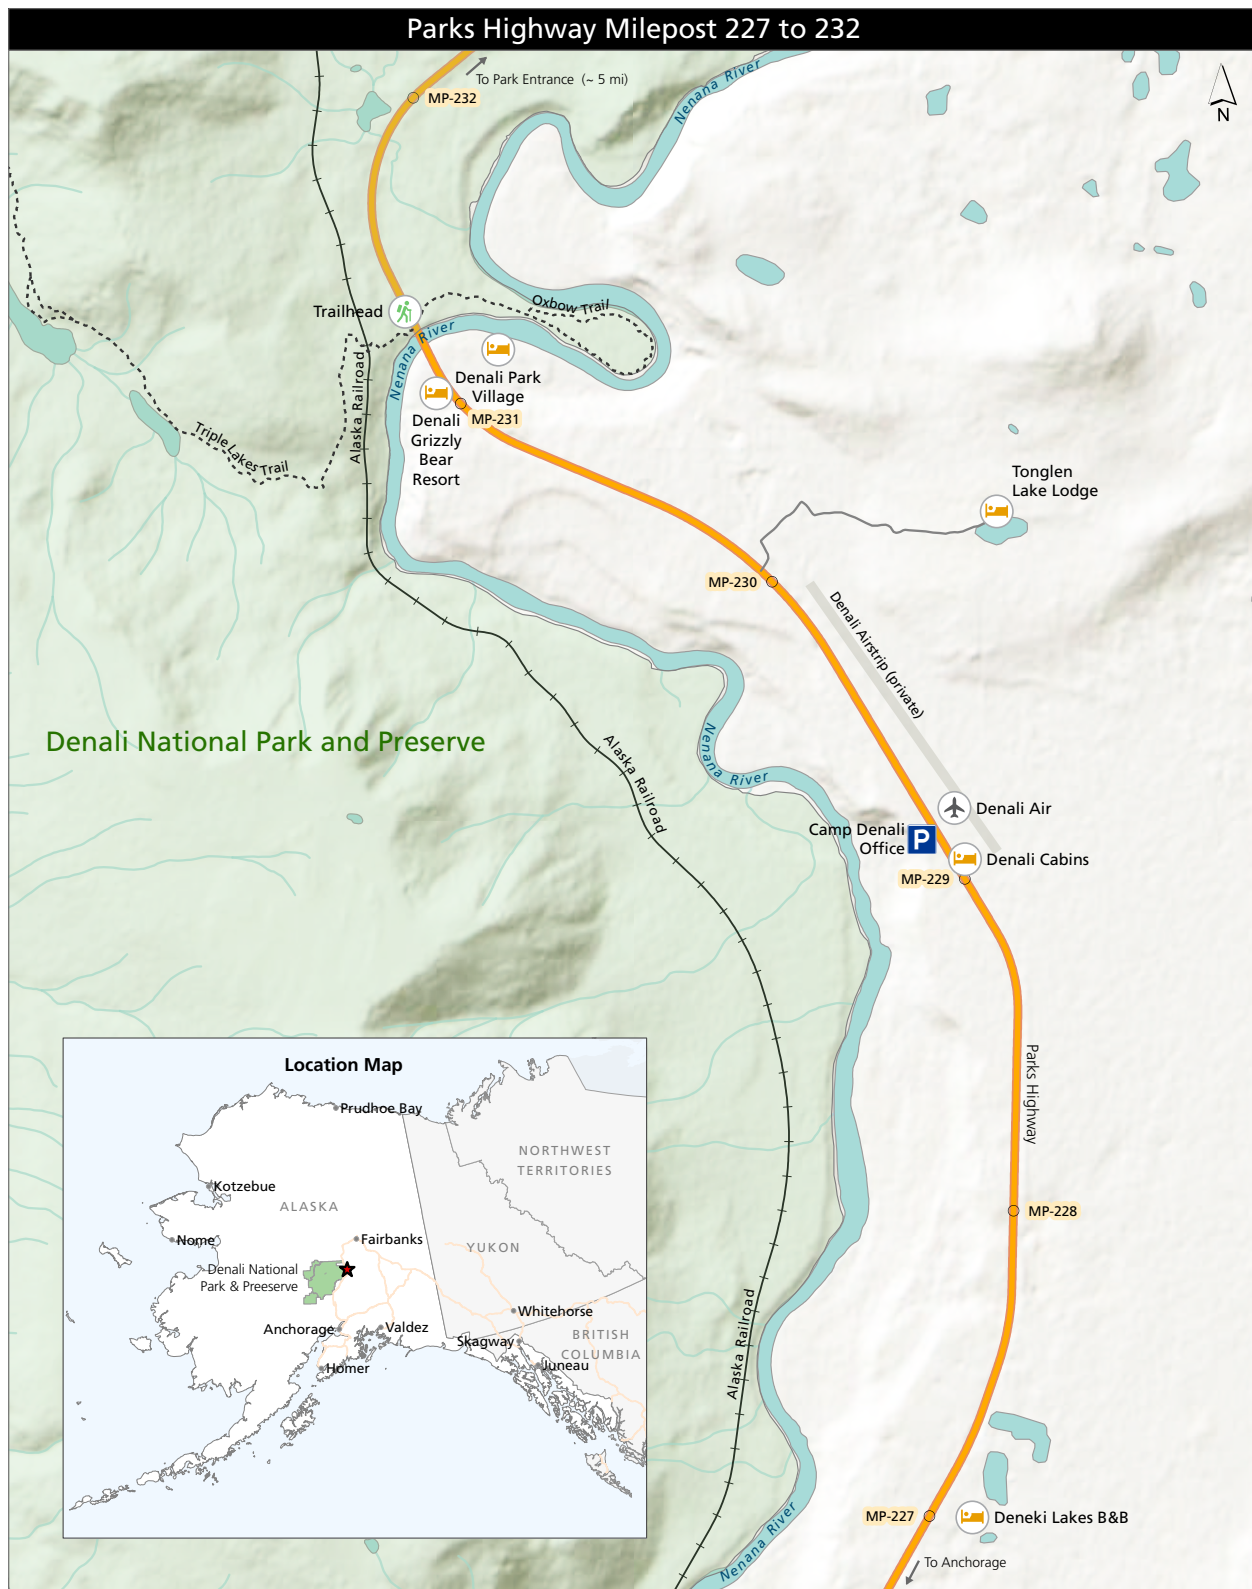 Parks Highway Milepost 227 to 232
To Park Entrance (~ 5 mi)
Nenana River
N
MP-232
Trailhead
Oxbow Trail
Nenana River
Denali Park
Village
MP-231
Denali
Grizzly
Bear
Resort
Alaska Railroad
Triple Lakes Trail
Tonglen
Lake Lodge
MP-230
Denali Airstrip (private)
Denali National Park and Preserve
Nenana River
Alaska Railroad
Denali Air
Camp Denali
Office
P
Denali Cabins
MP-229
Parks Highway
MP-228
Alaska Railroad
MP-227
Deneki Lakes B&B
To Anchorage
Nenana River
Location Map
Prudhoe Bay
NORTHWEST
TERRITORIES
Kotzebue
ALASKA
Nome
Fairbanks
YUKON
Denali National
Park & Preeserve
Whitehorse
Anchorage
Valdez
Skagway
BRITISH
COLUMBIA
Juneau
Homer